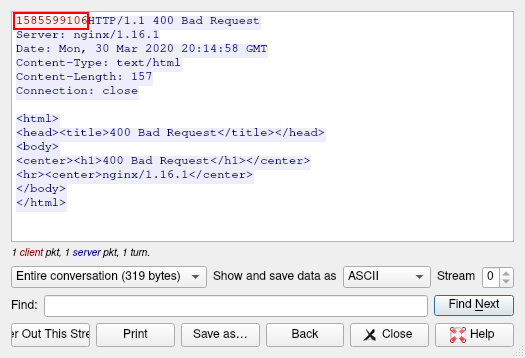 1585599106HTTP/1.1 400 Bad Request
Server: nginx/1.16.1
Date: Mon, 30 Mar 2020 20:14:58 GMT
Content-Type: text/html
Content-Length: 157
Connection: close
<html>
<head><title>400 Bad Request</title></head>
<body>
<center><h1>400 Bad Request</h1></center>
<hr><center>nginx/1.16.1</center>
</body>
</html>
1 client pkt, 1 server pkt, 1 turn.
Entire conversation (319 bytes) Show and save data as ASCII Stream 0
Find: Find Next
er Out This Stre Print Save as… Back Close Help